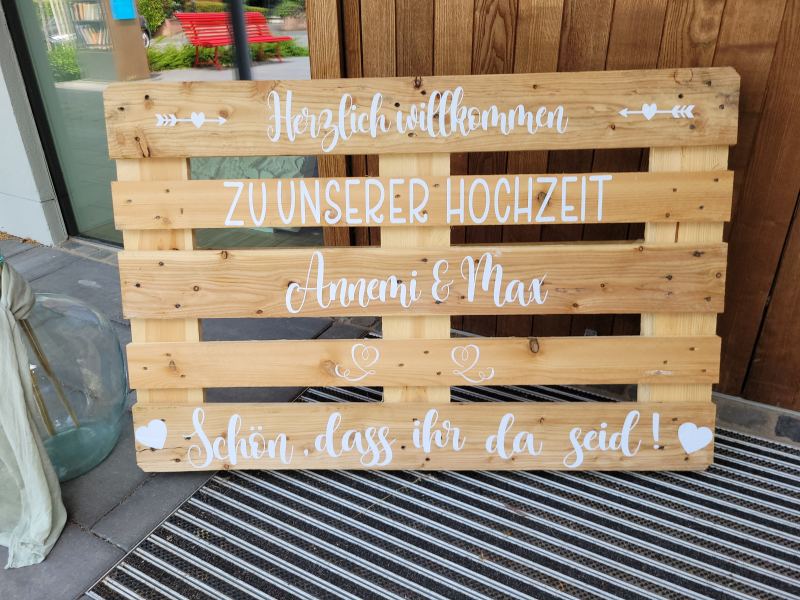 Herzlich willkommen
ZU UNSERER HOCHZEIT
Annemi & Max
Schön, dass ihr da seid!